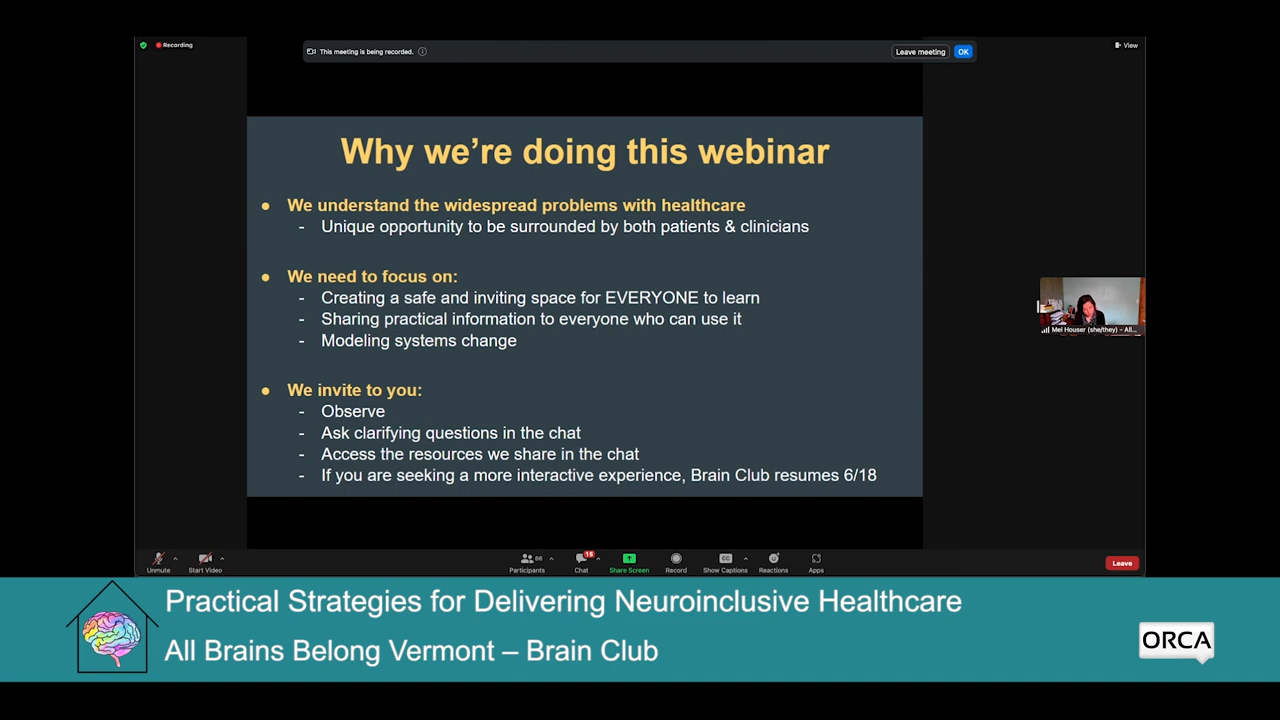 Recording
This meeting is being recorded.
Leave meeting
OK
View
Why we're doing this webinar
● We understand the widespread problems with healthcare
- Unique opportunity to be surrounded by both patients & clinicians
● We need to focus on:
- Creating a safe and inviting space for EVERYONE to learn
- Sharing practical information to everyone who can use it
- Modeling systems change
Mel Houser (she/they) - All...
● We invite to you:
- Observe
- Ask clarifying questions in the chat
- Access the resources we share in the chat
- If you are seeking a more interactive experience, Brain Club resumes 6/18
Unmute
Start Video
66
Participants
15
Chat
Share Screen
Record
CC
Show Captions
Reactions
Apps
Leave
Practical Strategies for Delivering Neuroinclusive Healthcare
All Brains Belong Vermont – Brain Club
ORCA